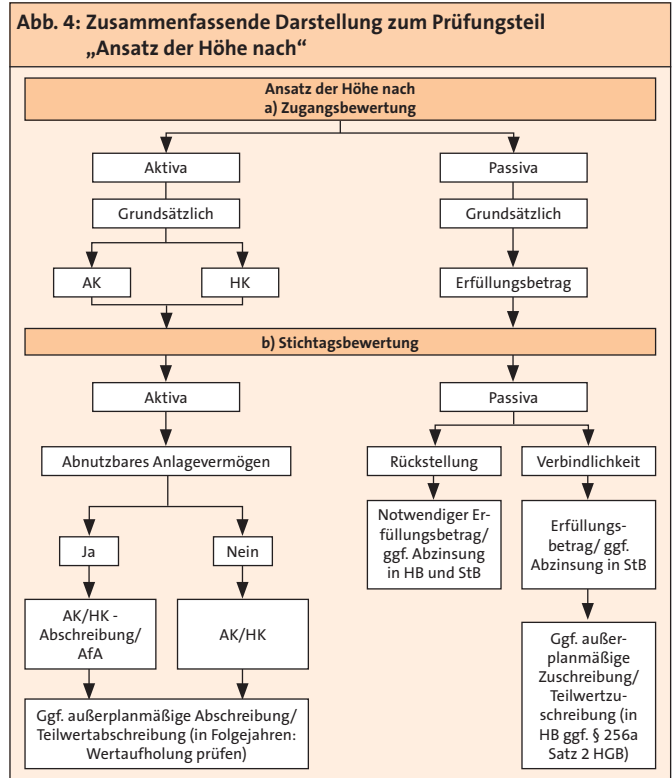 Abb. 4: Zusammenfassende Darstellung zum Prüfungsteil
„Ansatz der Höhe nach“
Ansatz der Höhe nach
a) Zugangsbewertung
Aktiva
Passiva
Grundsätzlich
Grundsätzlich
AK
HK
Erfüllungsbetrag
b) Stichtagsbewertung
Aktiva
Passiva
Abnutzbares Anlagevermögen
Rückstellung
Verbindlichkeit
Ja
Nein
Notwendiger Er-
füllungsbetrag/
ggf. Abzinsung
in HB und StB
Erfüllungs-
betrag/ ggf.
Abzinsung in StB
AK/HK -
Abschreibung/
AfA
AK/HK
Ggf. außerplanmäßige Abschreibung/
Teilwertabschreibung (in Folgejahren:
Wertaufholung prüfen)
Ggf. außer-
planmäßige
Zuschreibung/
Teilwertzu-
schreibung (in
HB ggf. § 256a
Satz 2 HGB)